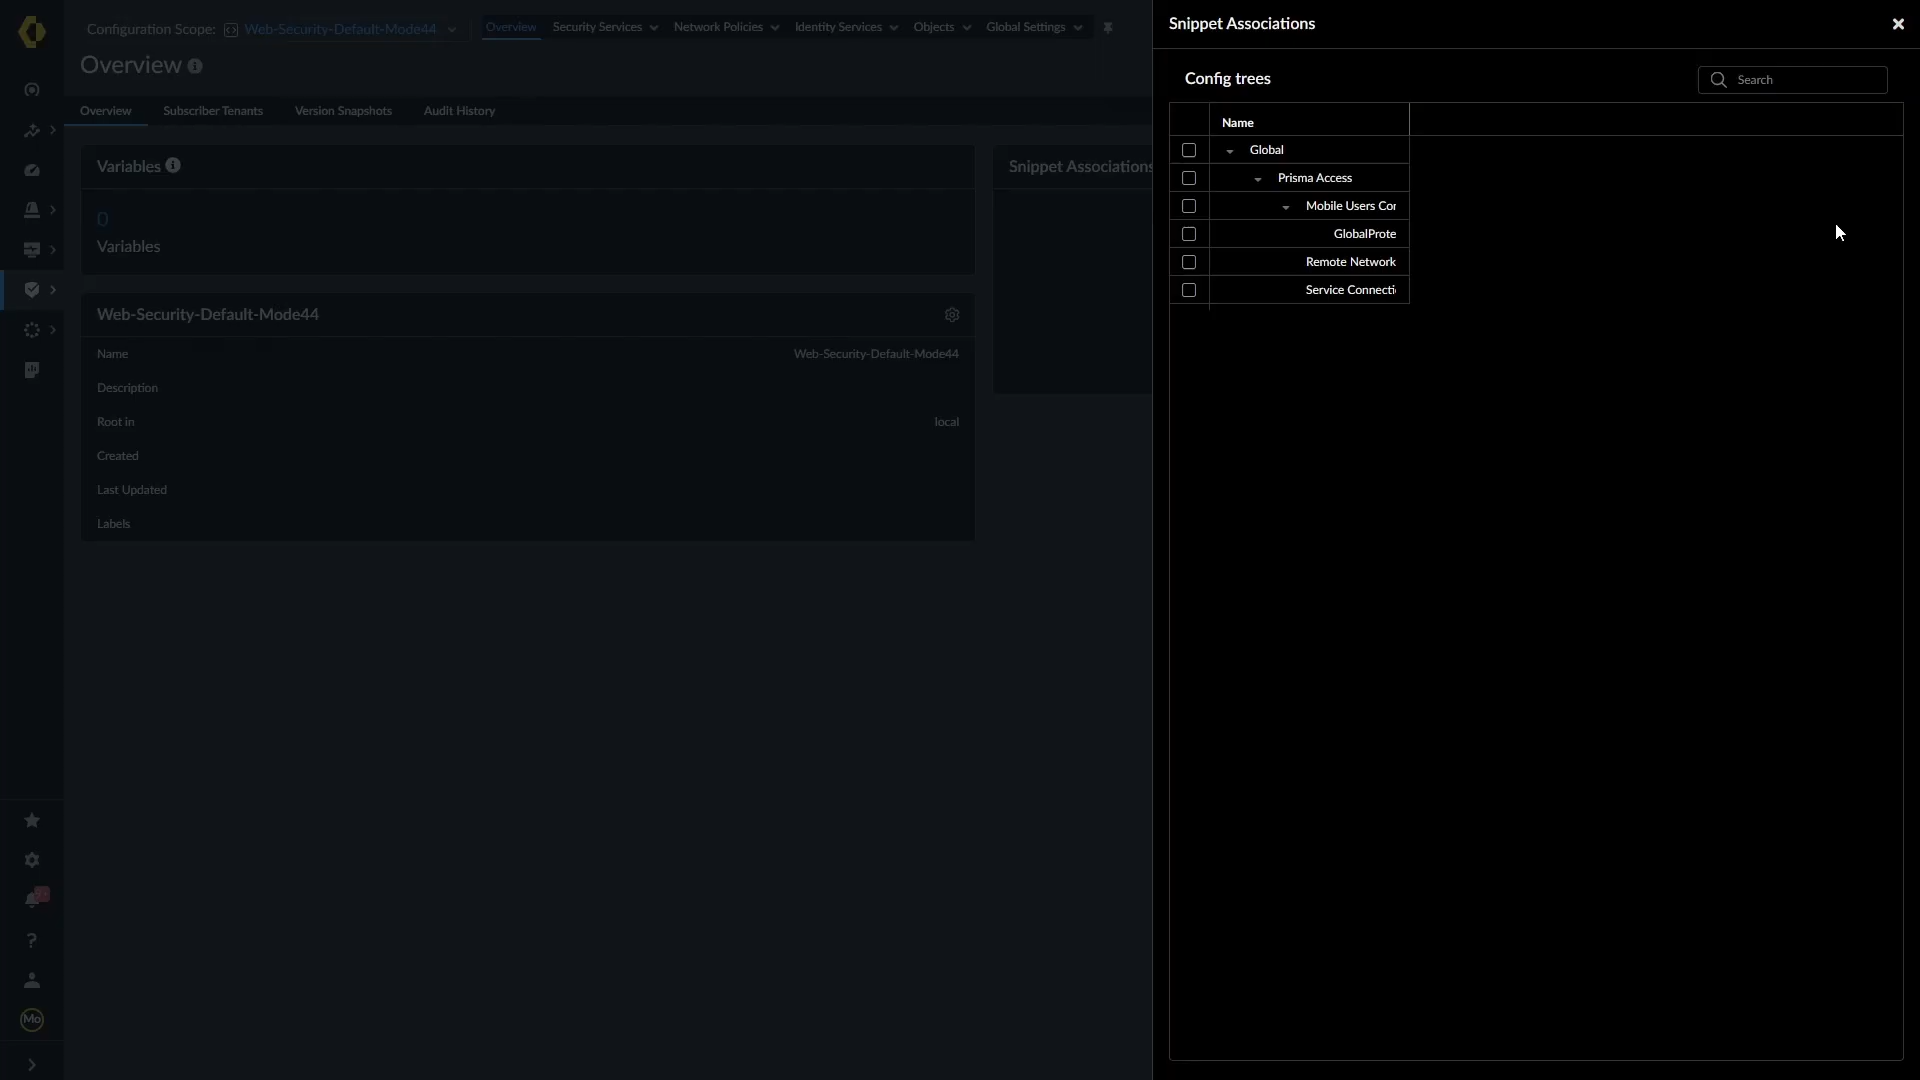 Configuration Scope: Web-Security-Default-Mode44
Overview Security Services Network Policies Identity Services Objects Global Settings
Overview
Overview Subscriber Tenants Version Snapshots Audit History
Variables
0
Variables
Snippet Associations
Web-Security-Default-Mode44
Name Web-Security-Default-Mode44
Description
Root in local
Created
Last Updated
Labels
Mo
Snippet Associations
Config trees
Search
Name
Global
Prisma Access
Mobile Users Cor
GlobalProte
Remote Network
Service Connecti